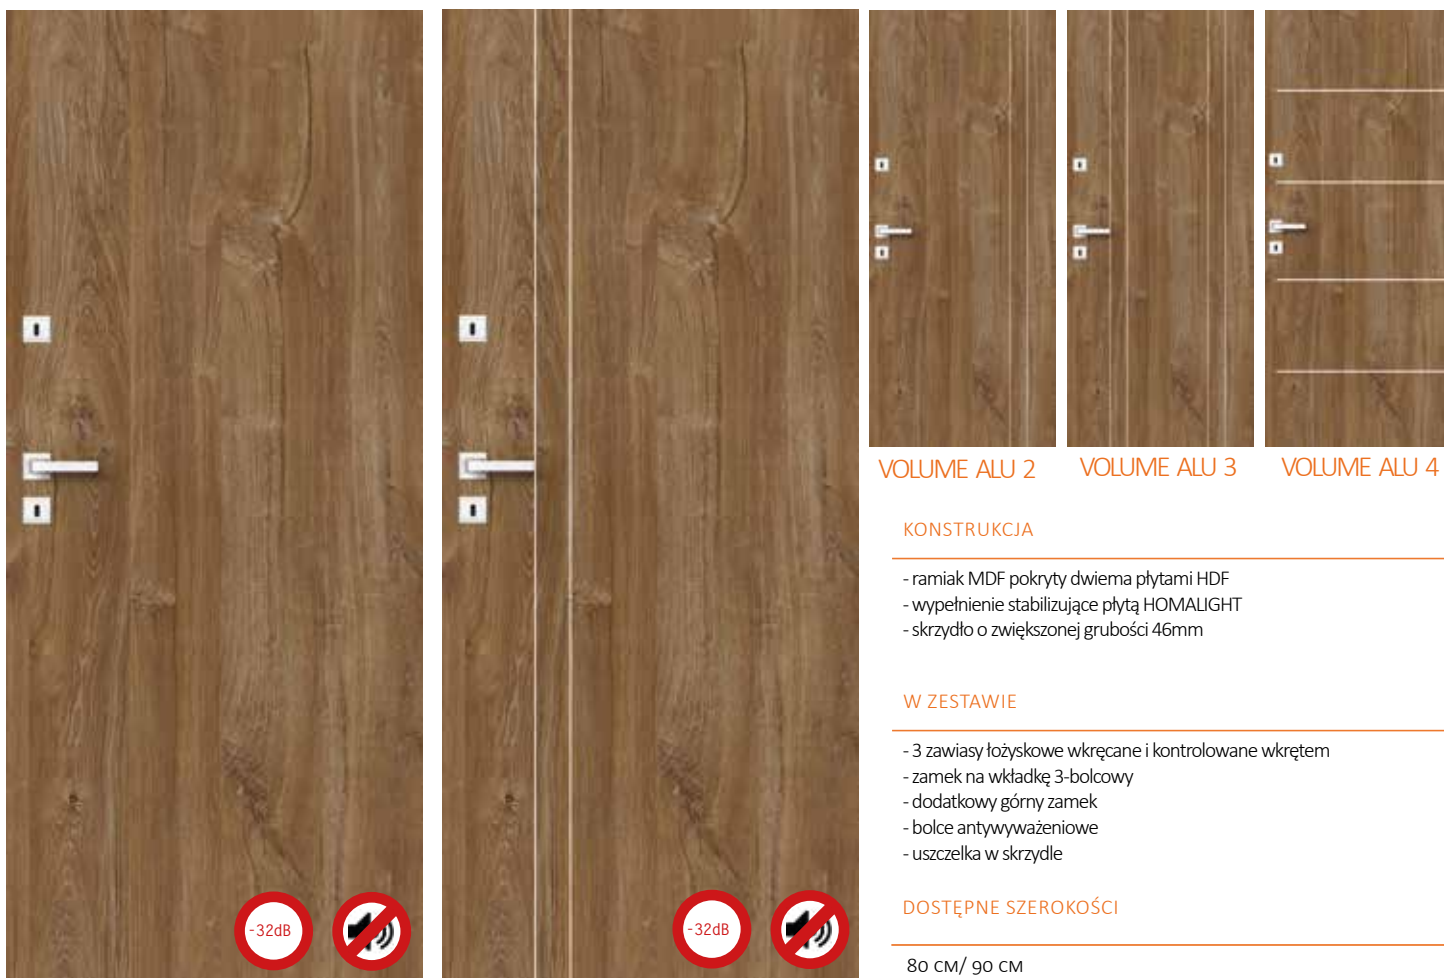 -32dB
-32dB
VOLUME ALU 2
VOLUME ALU 3
VOLUME ALU 4
KONSTRUKCJA
- ramiak MDF pokryty dwiema płytami HDF
- wypełnienie stabilizujące płytą HOMALIGHT
- skrzydło o zwiększonej grubości 46mm
W ZESTAWIE
- 3 zawiasy łożyskowe wkręcane i kontrolowane wkrętem
- zamek na wkładkę 3-bolcowy
- dodatkowy górny zamek
- bolce antywyważeniowe
- uszczelka w skrzydle
DOSTĘPNE SZEROKOŚCI
80 CM/ 90 CM